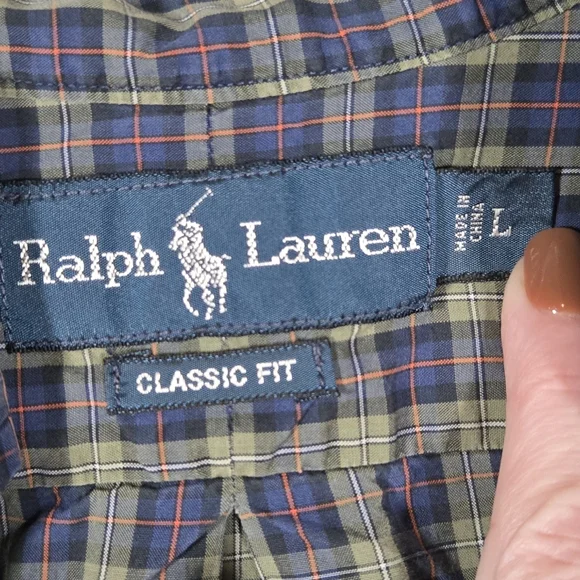 Ralph Lauren
MADE IN
CHINA
L
CLASSIC FIT